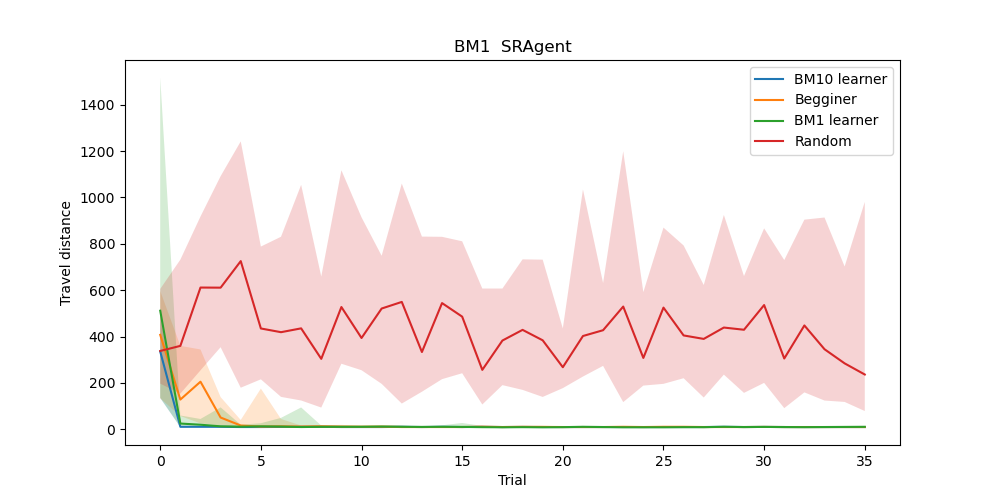 BM1  SRAgent
BM10 learner
Begginer
BM1 learner
Random
1400
1200
1000
800
600
400
200
0
Travel distance
0 5 10 15 20 25 30 35
Trial